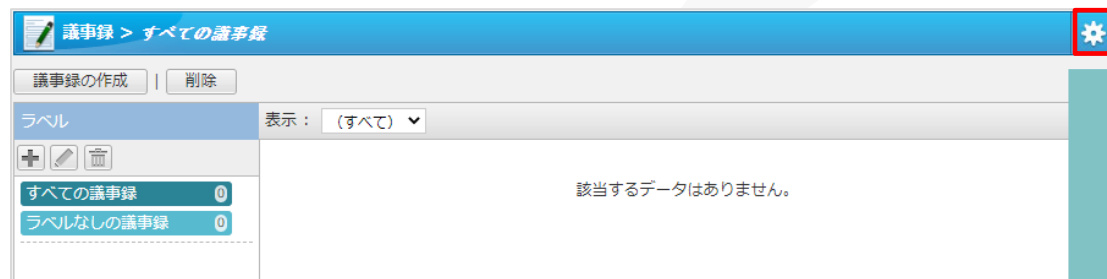 議事録 > すべての議事録
議事録の作成 | 削除
ラベル
表示： (すべて)
すべての議事録 0
該当するデータはありません。
ラベルなしの議事録 0